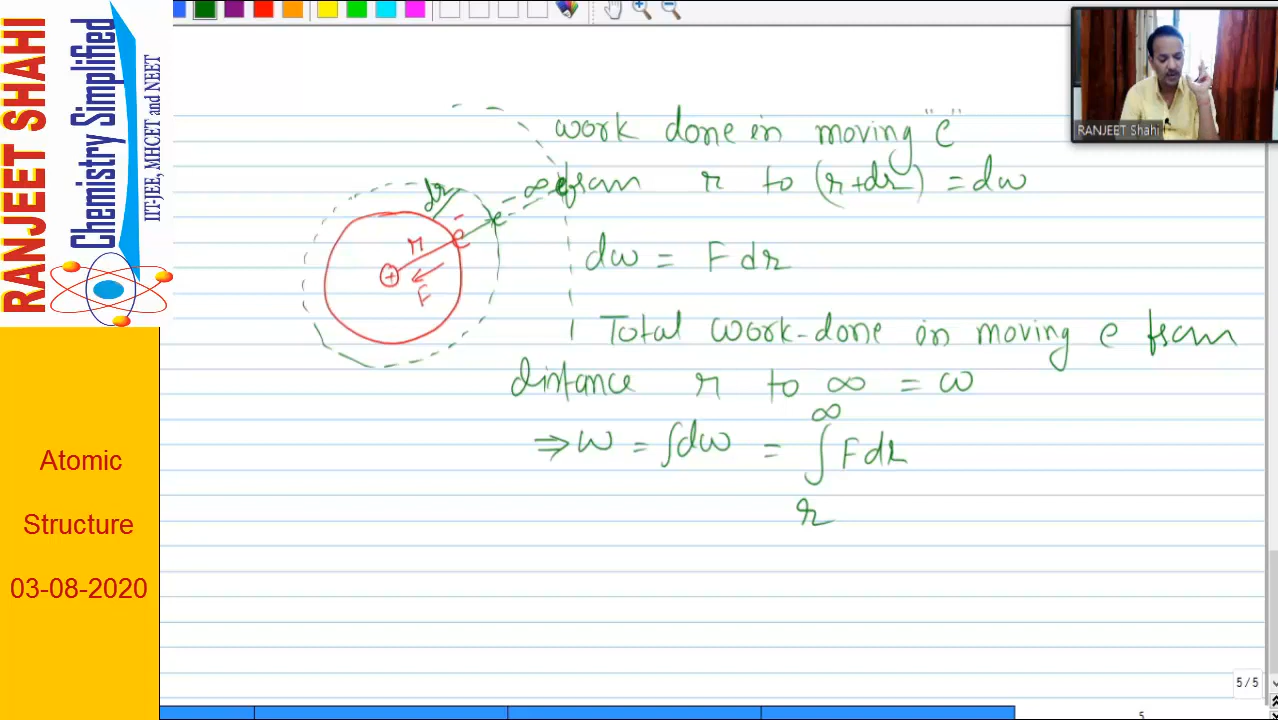 RANJEET SHAHI
Chemistry Simplified
IIT-JEE, MHCET and NEET
RANJEET Shahi
work done in moving "e"
from r to (r+dr) = dw
dw = F dr
Total work-done in moving e from
distance r to ∞ = w
⇒ w = ∫dw = ∫ F dr
∞
r
dr
∞
e
r
e⁻
+
F
Atomic
Structure
03-08-2020
5/5
5